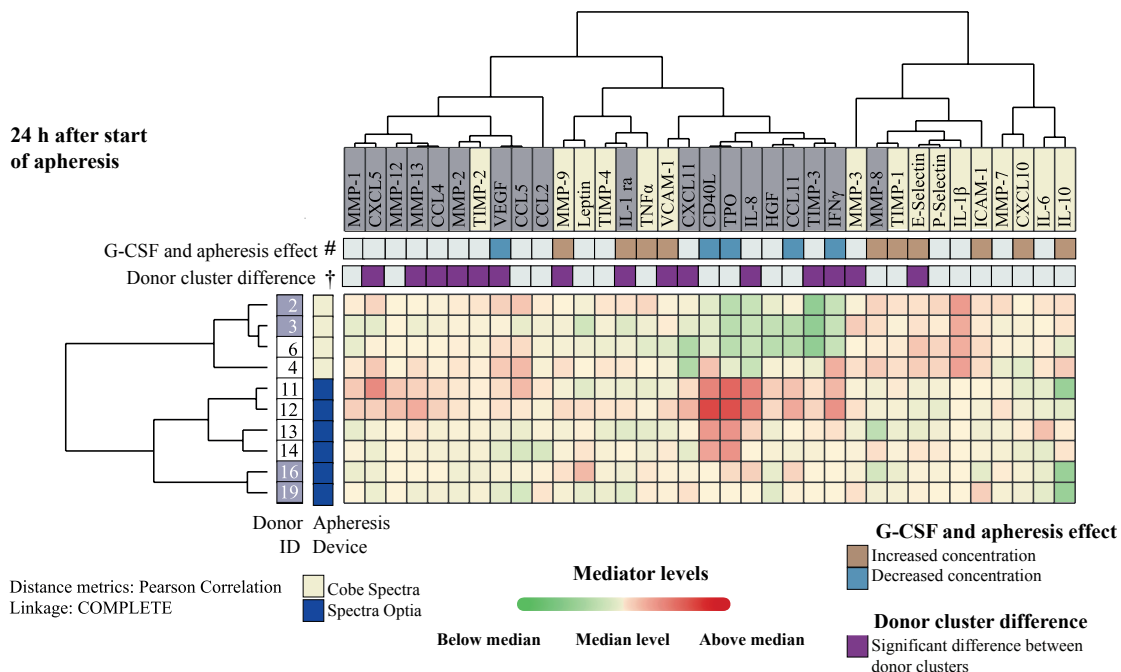 24 h after start
of apheresis
MMP-1
CXCL5
MMP-12
MMP-13
CCL4
MMP-2
TIMP-2
VEGF
CCL5
CCL2
MMP-9
Leptin
TIMP-4
IL-1 ra
TNFα
VCAM-1
CXCL11
CD40L
TPO
IL-8
HGF
CCL11
TIMP-3
IFNγ
MMP-3
MMP-8
TIMP-1
E-Selectin
P-Selectin
IL-1β
ICAM-1
MMP-7
CXCL10
IL-6
IL-10
G-CSF and apheresis effect #
Donor cluster difference †
2
3
6
4
11
12
13
14
16
19
Donor Apheresis
ID Device
Distance metrics: Pearson Correlation
Linkage: COMPLETE
Cobe Spectra
Spectra Optia
Mediator levels
Below median Median level Above median
G-CSF and apheresis effect
Increased concentration
Decreased concentration
Donor cluster difference
Significant difference between
donor clusters